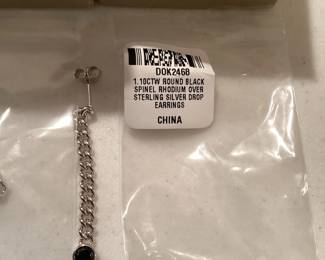 DOK2468
1.10CTW ROUND BLACK
SPINEL RHODIUM OVER
STERLING SILVER DROP
EARRINGS
CHINA